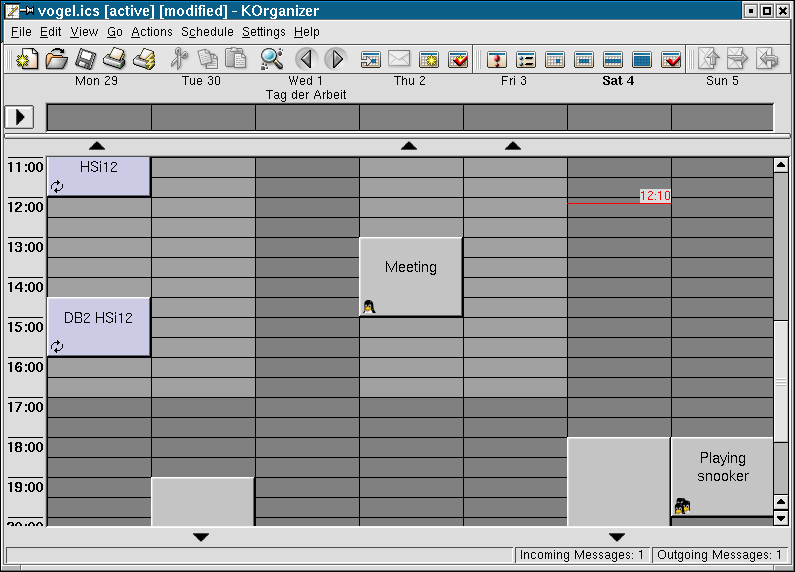 vogel.ics [active] [modified] - KOrganizer
File Edit View Go Actions Schedule Settings Help
Mon 29 Tue 30 Wed 1 Thu 2 Fri 3 Sat 4 Sun 5
Tag der Arbeit
11:00 HSi12
12:00 12:10
13:00
Meeting
14:00
DB2 HSi12
15:00
16:00
17:00
18:00
Playing
snooker
19:00
20:00
Incoming Messages: 1 Outgoing Messages: 1